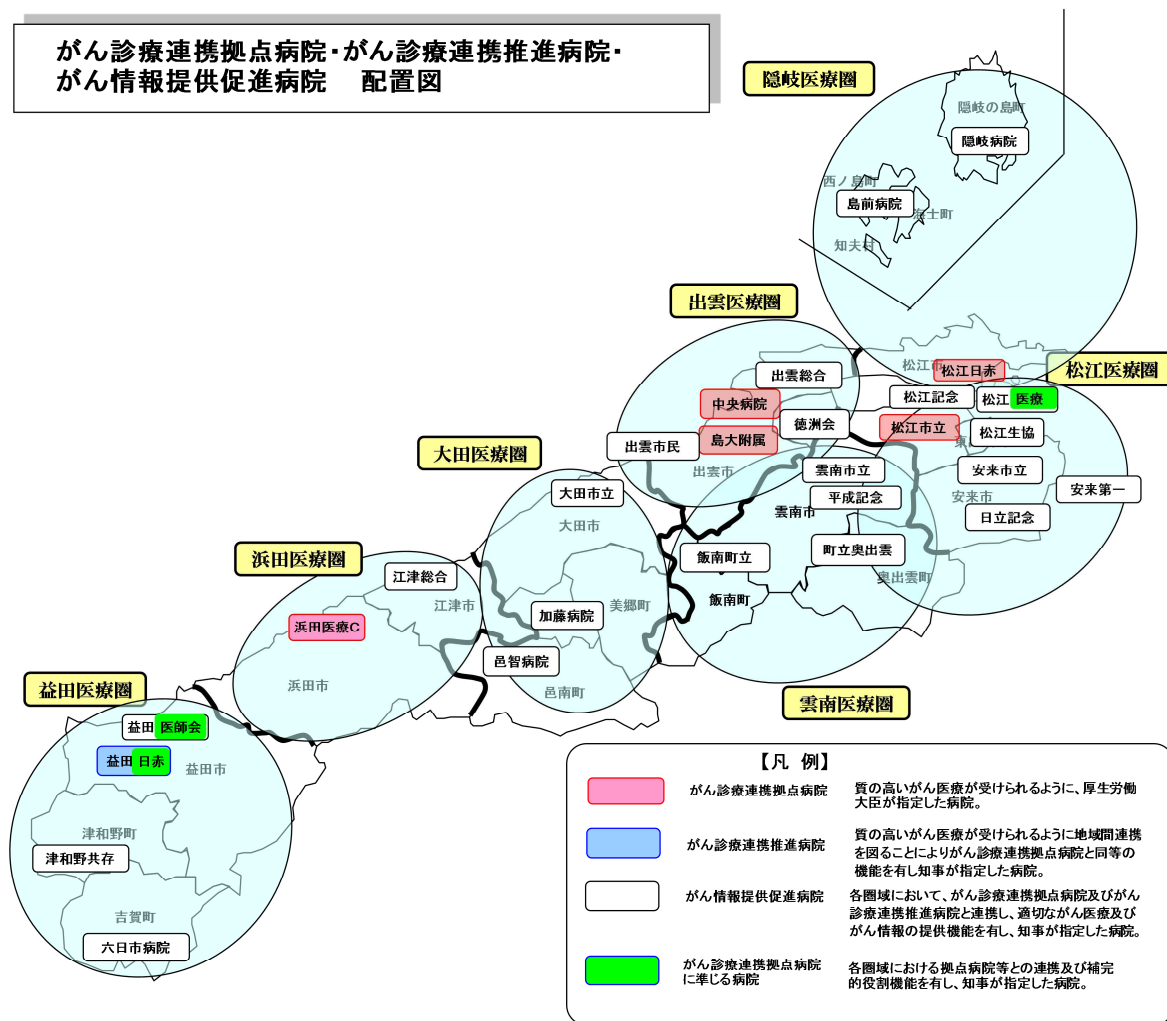 がん診療連携拠点病院・がん診療連携推進病院・
がん情報提供促進病院 配置図
隠岐医療圏
隠岐の島町
隠岐病院
西ノ島町
島前病院
海士町
知夫村
出雲医療圏
松江医療圏
松江市
松江日赤
出雲総合
松江記念
松江 医療
中央病院
徳洲会
松江市立
松江生協
島大附属
出雲市民
出雲市
大田医療圏
雲南市立
安来市立
大田市立
平成記念
安来市
安来第一
雲南市
日立記念
大田市
町立奥出雲
飯南町立
奥出雲町
浜田医療圏
江津総合
江津市
美郷町
飯南町
加藤病院
浜田医療C
邑智病院
浜田市
邑南町
雲南医療圏
益田医療圏
益田 医師会
益田 日赤
益田市
津和野町
津和野共存
吉賀町
六日市病院
【凡 例】
がん診療連携拠点病院
質の高いがん医療が受けられるように、厚生労働
大臣が指定した病院。
がん診療連携推進病院
質の高いがん医療が受けられるように地域間連携
を図ることによりがん診療連携拠点病院と同等の
機能を有し知事が指定した病院。
がん情報提供促進病院
各圏域において、がん診療連携拠点病院及びがん
診療連携推進病院と連携し、適切ながん医療及び
がん情報の提供機能を有し、知事が指定した病院。
がん診療連携拠点病院
に準じる病院
各圏域における拠点病院等との連携及び補完
的役割機能を有し、知事が指定した病院。